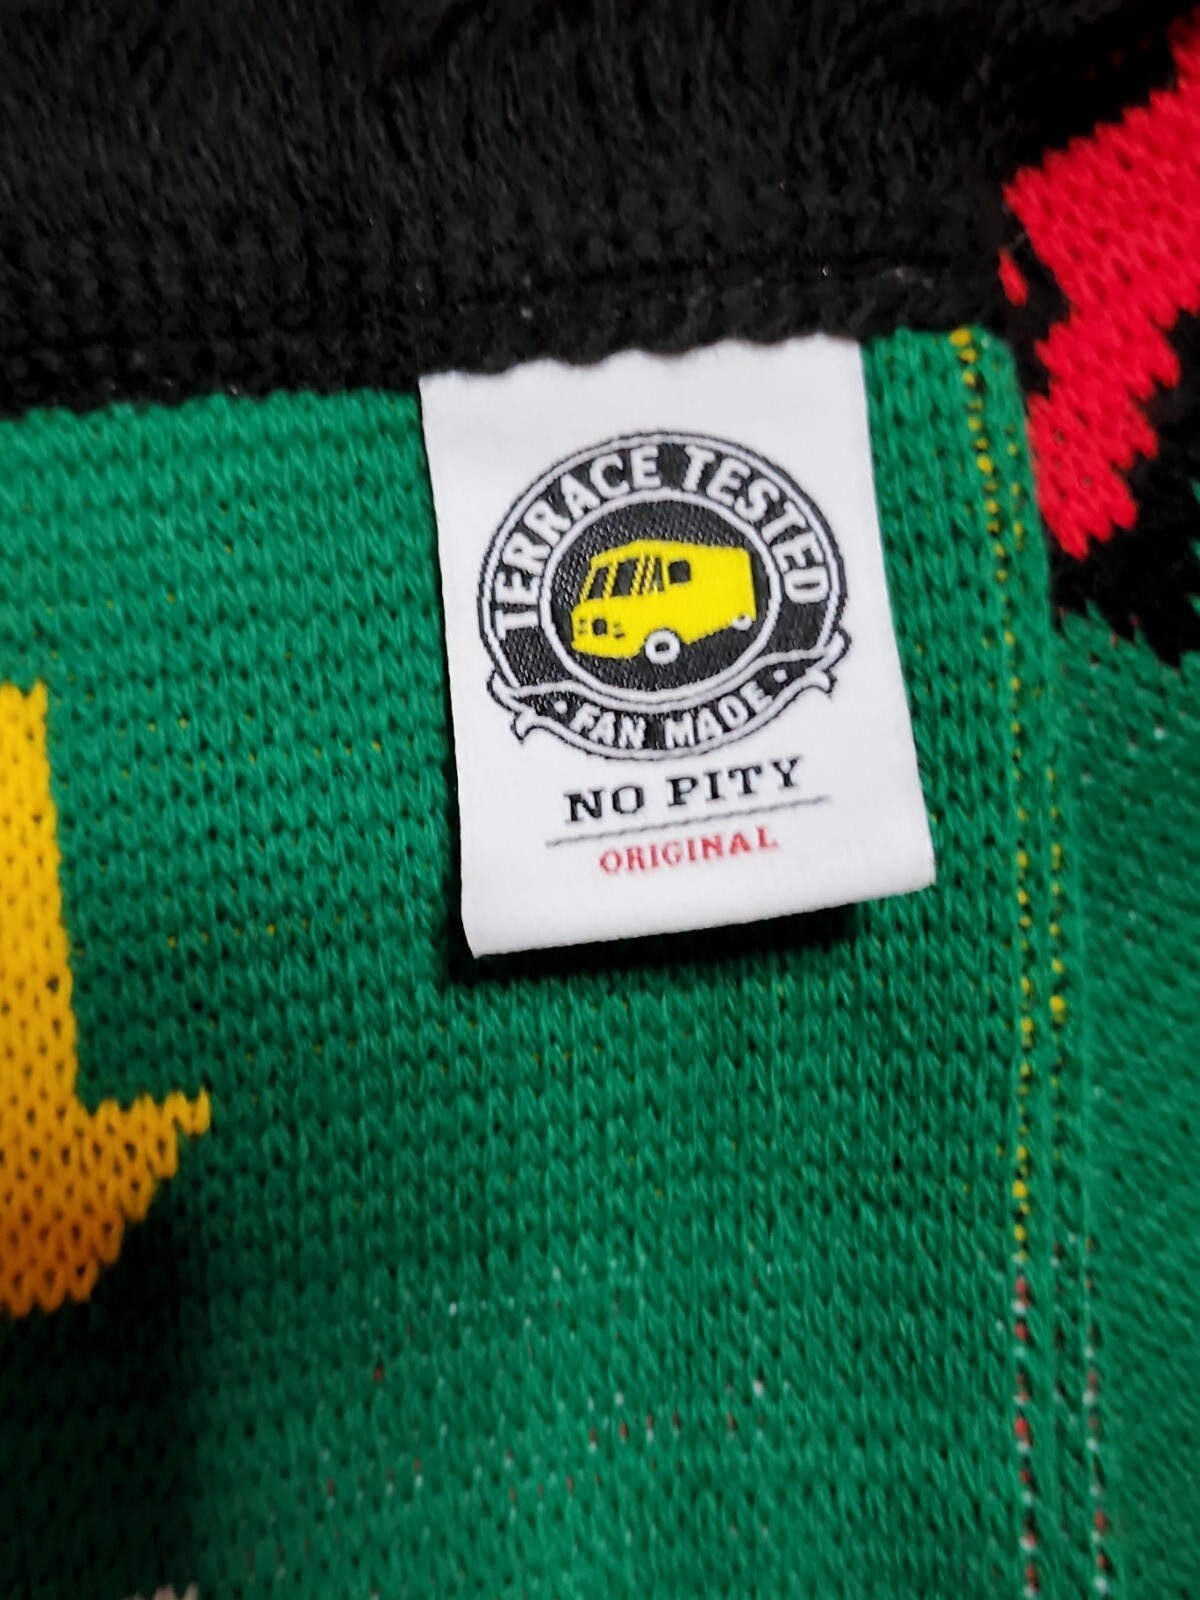 TERRACE TESTED
• FAN MADE •
NO PITY
ORIGINAL